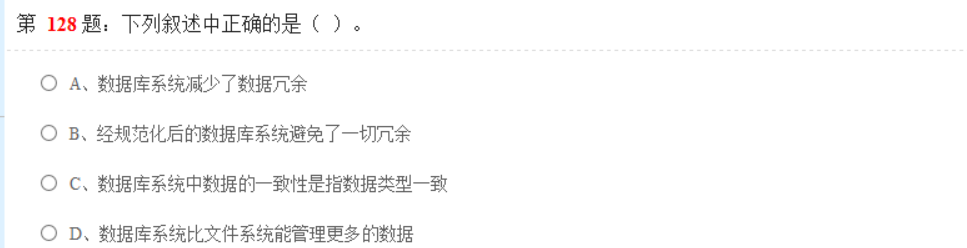 第 128 题：下列叙述中正确的是（ ）。
A、数据库系统减少了数据冗余
B、经规范化后的数据库系统避免了一切冗余
C、数据库系统中数据的一致性是指数据类型一致
D、数据库系统比文件系统能管理更多的数据